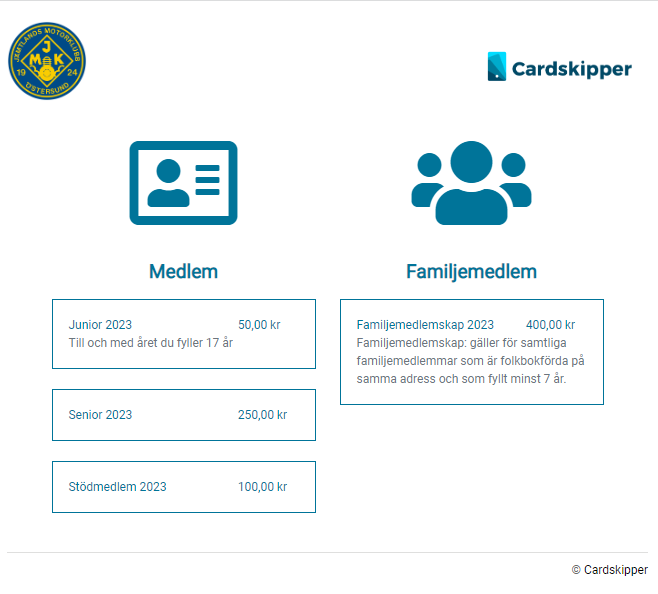 JÄMTLANDS MOTORKLUBB
J
M K
19 24
ÖSTERSUND
Cardskipper
Medlem
Familjemedlem
Junior 2023 50,00 kr
Till och med året du fyller 17 år
Senior 2023 250,00 kr
Stödmedlem 2023 100,00 kr
Familjemedlemskap 2023 400,00 kr
Familjemedlemskap: gäller för samtliga
familjemedlemmar som är folkbokförda på
samma adress och som fyllt minst 7 år.
© Cardskipper